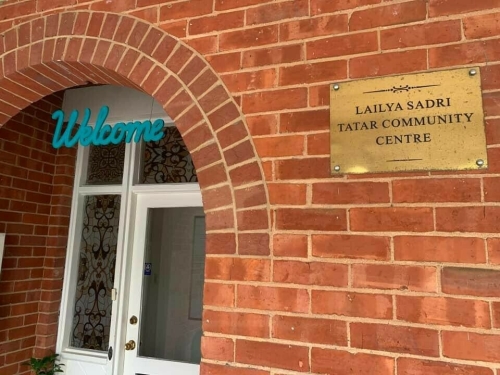 Welcome
LAILYA SADRI
TATAR COMMUNITY
CENTRE